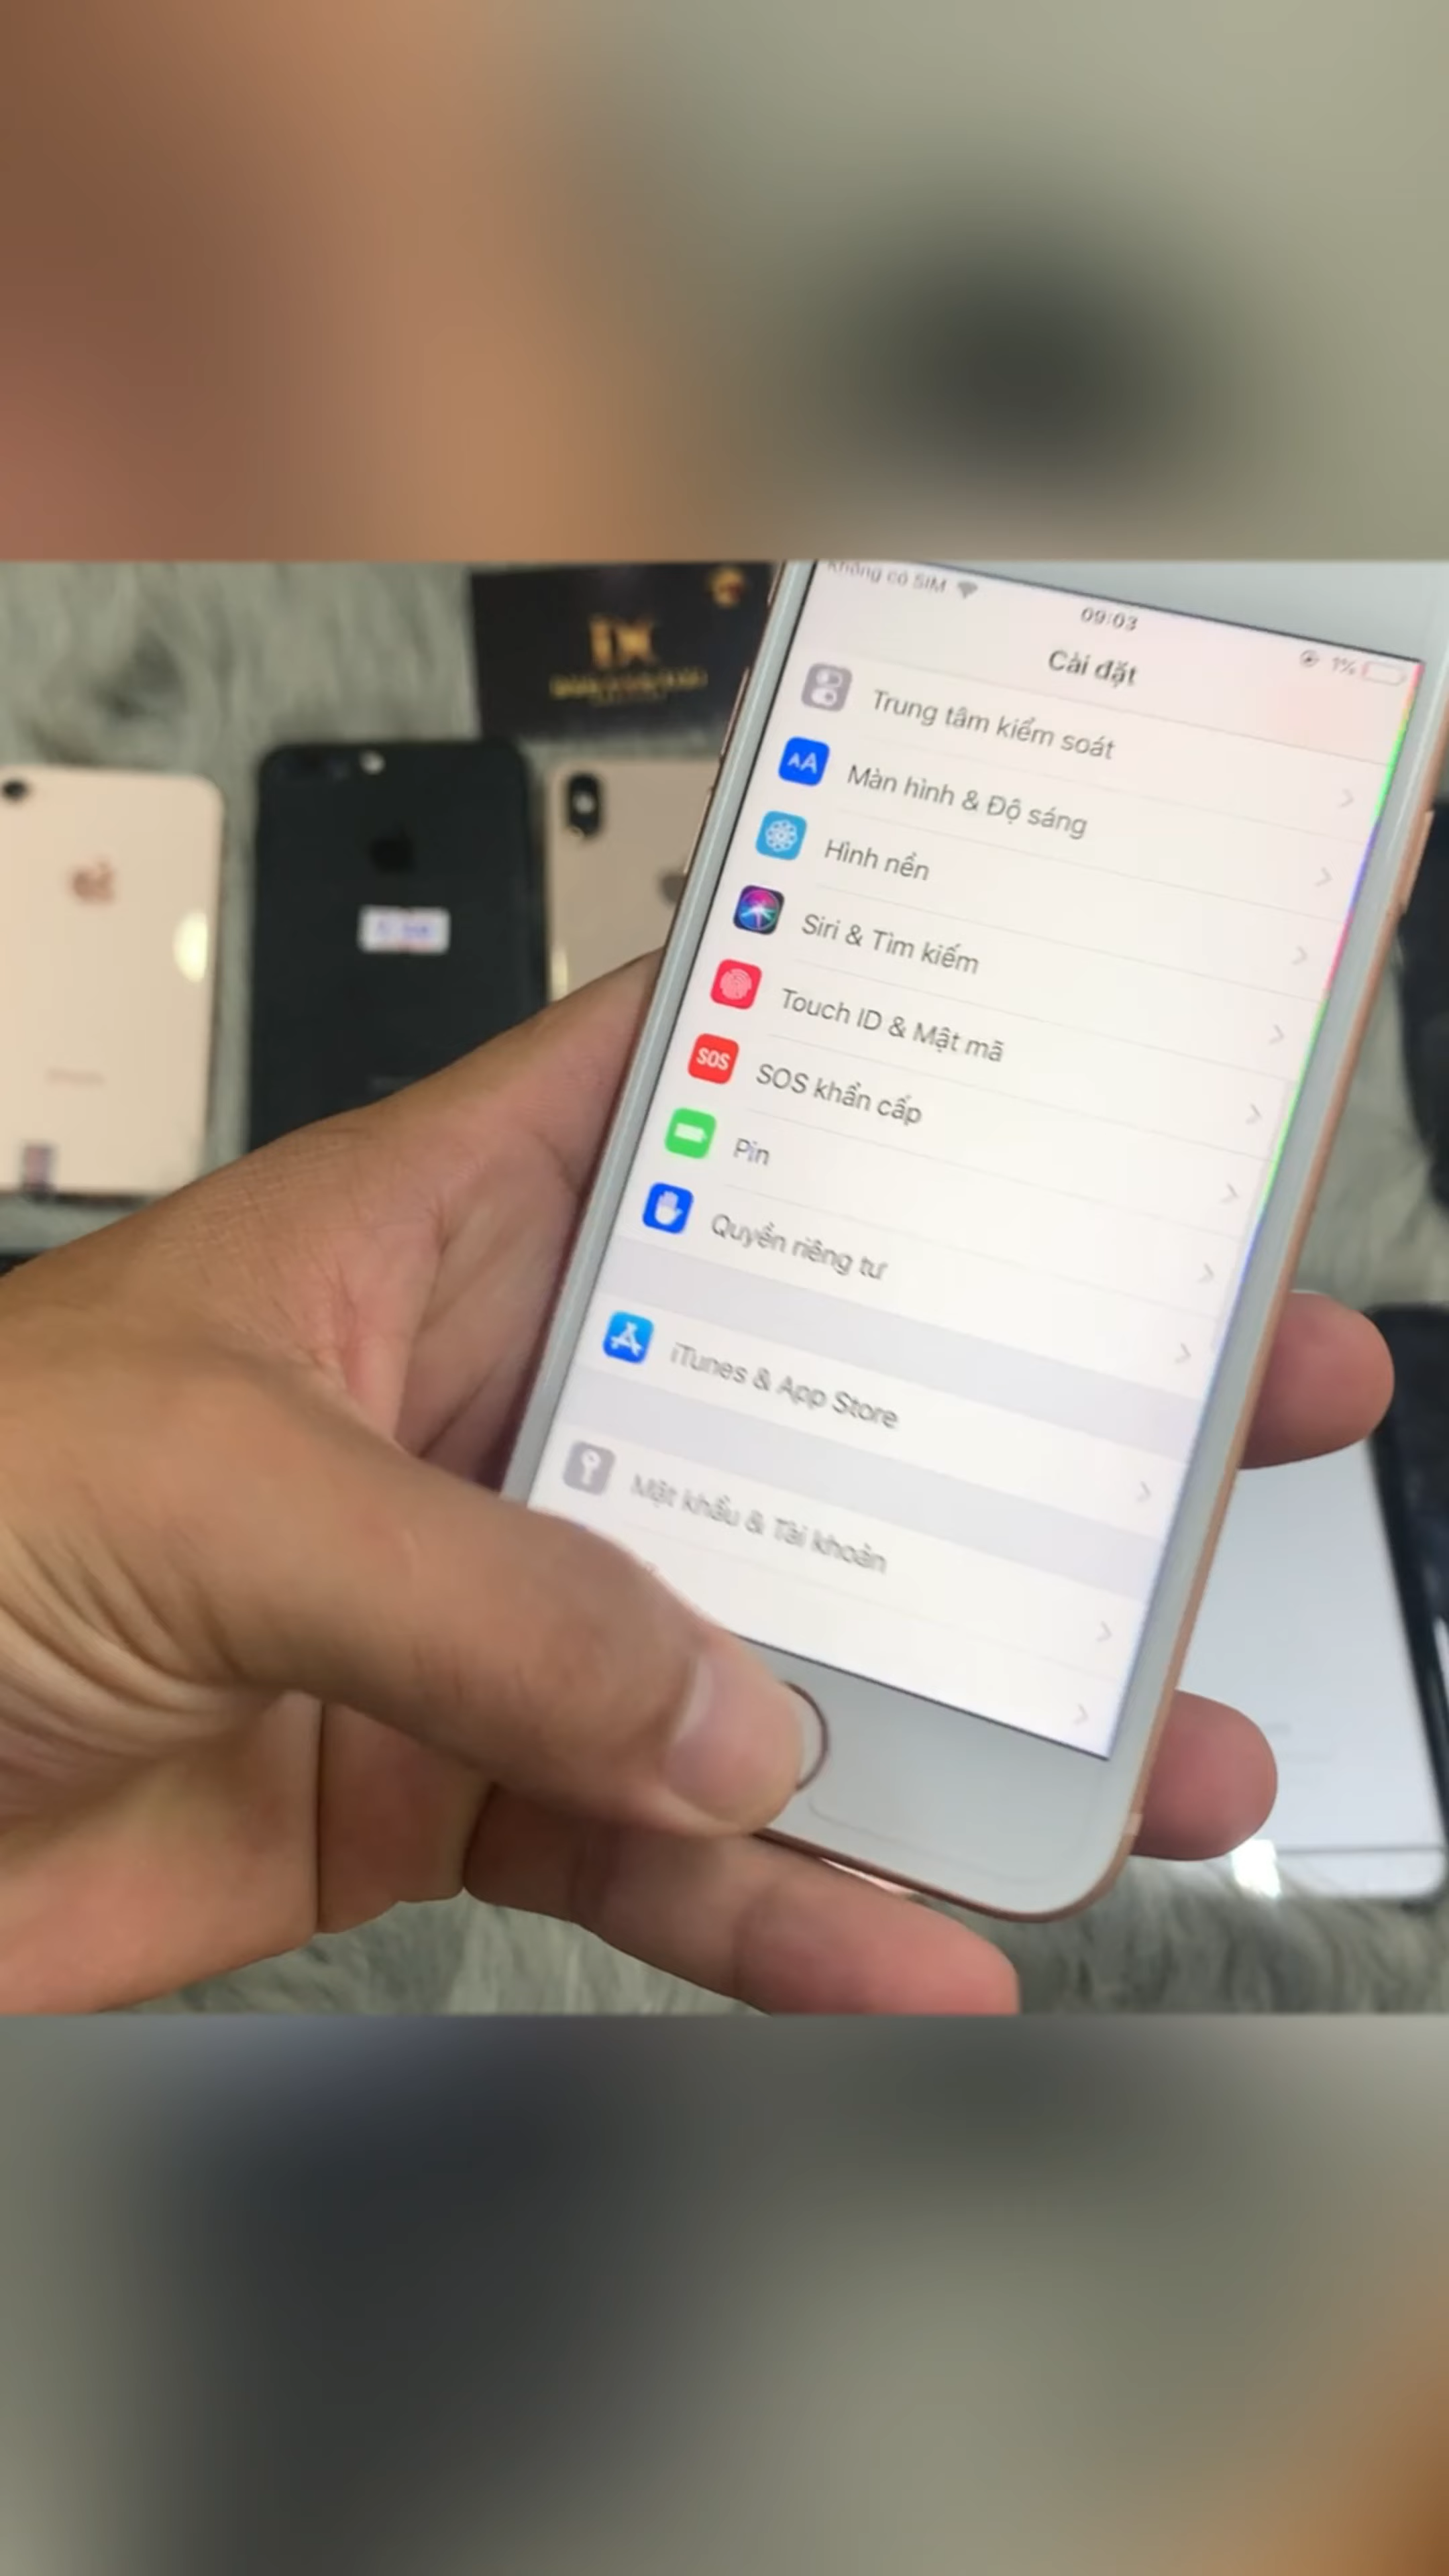 Không có SIM
09:03
1%
Cài đặt
Trung tâm kiểm soát
AA
Màn hình & Độ sáng
Hình nền
Siri & Tìm kiếm
Touch ID & Mật mã
SOS
SOS khẩn cấp
Pin
Quyền riêng tư
iTunes & App Store
Mật khẩu & Tài khoản